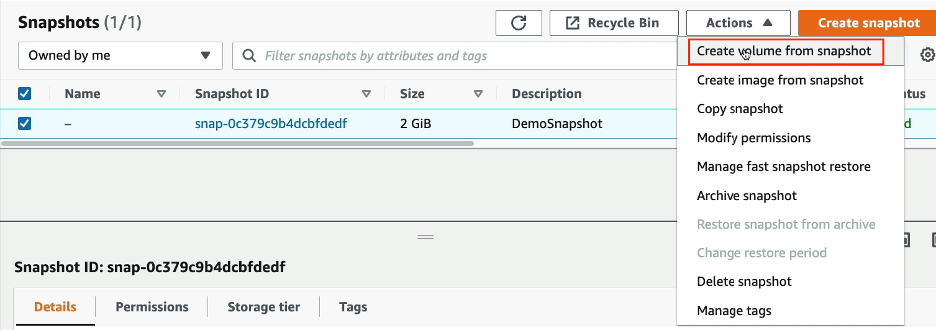 Snapshots (1/1)
Recycle Bin
Actions
Create snapshot
Owned by me
Filter snapshots by attributes and tags
Name
Snapshot ID
Size
Description
–
snap-0c379c9b4dcbfdedf
2 GiB
DemoSnapshot
Create volume from snapshot
Create image from snapshot
Copy snapshot
Modify permissions
Manage fast snapshot restore
Archive snapshot
Restore snapshot from archive
Change restore period
Delete snapshot
Manage tags
Snapshot ID: snap-0c379c9b4dcbfdedf
Details
Permissions
Storage tier
Tags